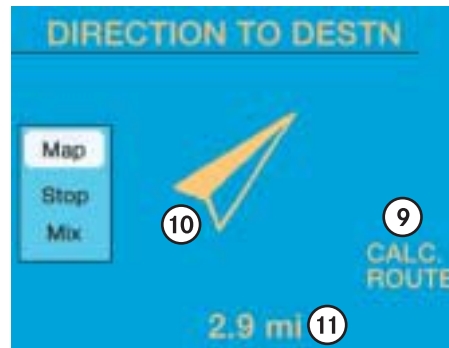 DIRECTION TO DESTN
Map
Stop
Mix
10
9
CALC.
ROUTE
2.9 mi 11